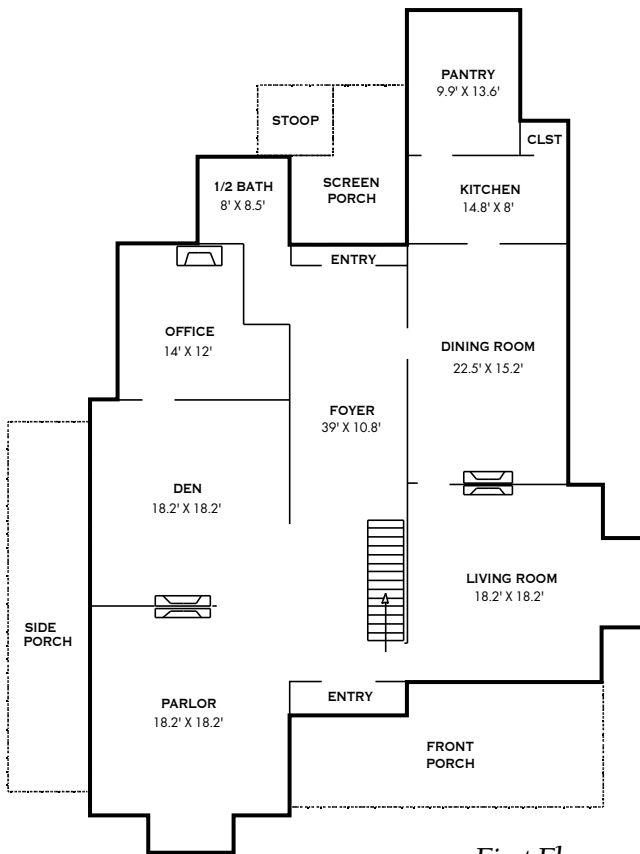 PANTRY
9.9' X 13.6'
STOOP
CLST
1/2 BATH
8' X 8.5'
SCREEN
PORCH
KITCHEN
14.8' X 8'
ENTRY
OFFICE
14' X 12'
DINING ROOM
22.5' X 15.2'
FOYER
39' X 10.8'
DEN
18.2' X 18.2'
LIVING ROOM
18.2' X 18.2'
SIDE
PORCH
ENTRY
PARLOR
18.2' X 18.2'
FRONT
PORCH